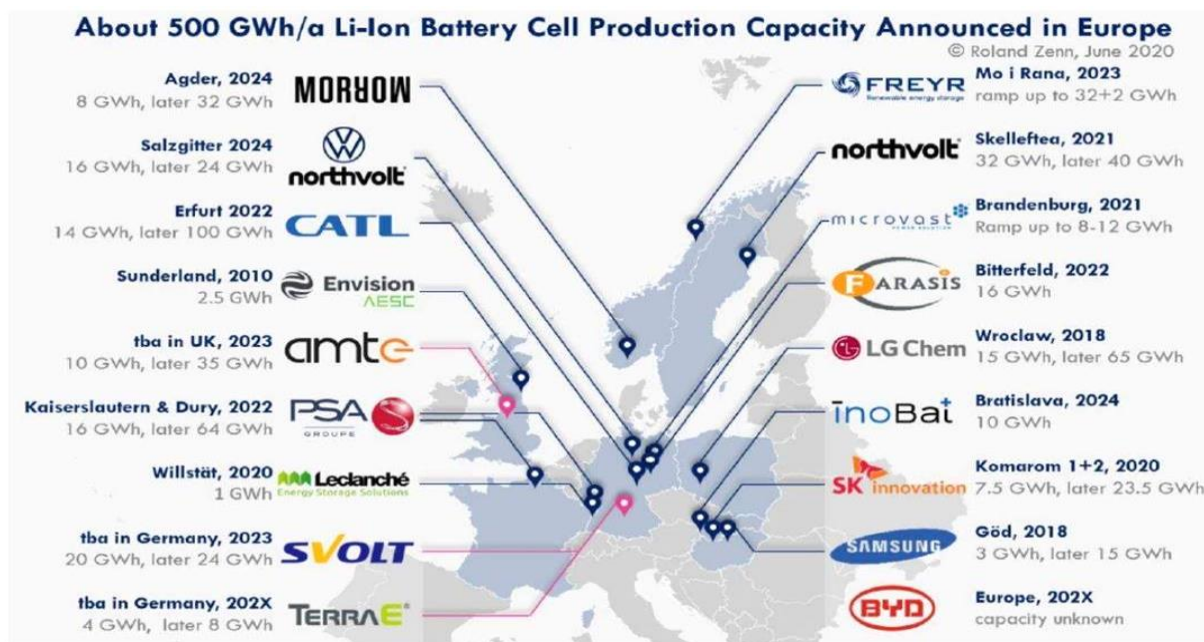 About 500 GWh/a Li-Ion Battery Cell Production Capacity Announced in Europe
© Roland Zenn, June 2020
Agder, 2024
8 GWh, later 32 GWh
MORROW
Salzgitter 2024
16 GWh, later 24 GWh
northvolt
Erfurt 2022
14 GWh, later 100 GWh
CATL
Sunderland, 2010
2.5 GWh
Envision
AESC
tba in UK, 2023
10 GWh, later 35 GWh
amte
Kaiserslautern & Dury, 2022
16 GWh, later 64 GWh
PSA
GROUPE
Willstät, 2020
1 GWh
Leclanché
Energy Storage Solutions
tba in Germany, 2023
20 GWh, later 24 GWh
SVOLT
tba in Germany, 202X
4 GWh, later 8 GWh
TERRAE
FREYR
Renewable energy storage
Mo i Rana, 2023
ramp up to 32+2 GWh
northvolt
Skelleftea, 2021
32 GWh, later 40 GWh
microvast
POWER SOLUTION
Brandenburg, 2021
Ramp up to 8-12 GWh
FARASIS
Bitterfeld, 2022
16 GWh
LG Chem
Wroclaw, 2018
15 GWh, later 65 GWh
inoBat
Bratislava, 2024
10 GWh
SK innovation
Komarom 1+2, 2020
7.5 GWh, later 23.5 GWh
SAMSUNG
Göd, 2018
3 GWh, later 15 GWh
BYD
Europe, 202X
capacity unknown